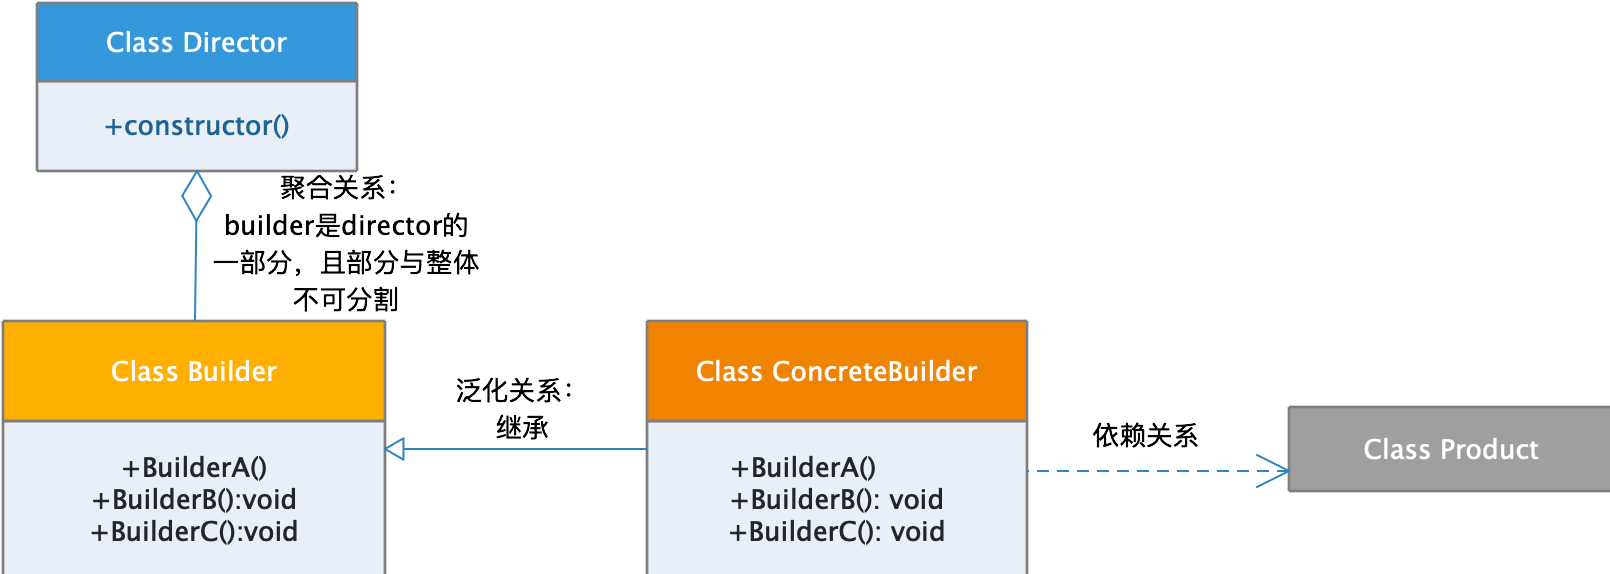 Class Director
+constructor()
聚合关系：
builder是director的
一部分，且部分与整体
不可分割
Class Builder
+BuilderA()
+BuilderB():void
+BuilderC():void
泛化关系：
继承
Class ConcreteBuilder
+BuilderA()
+BuilderB(): void
+BuilderC(): void
依赖关系
Class Product